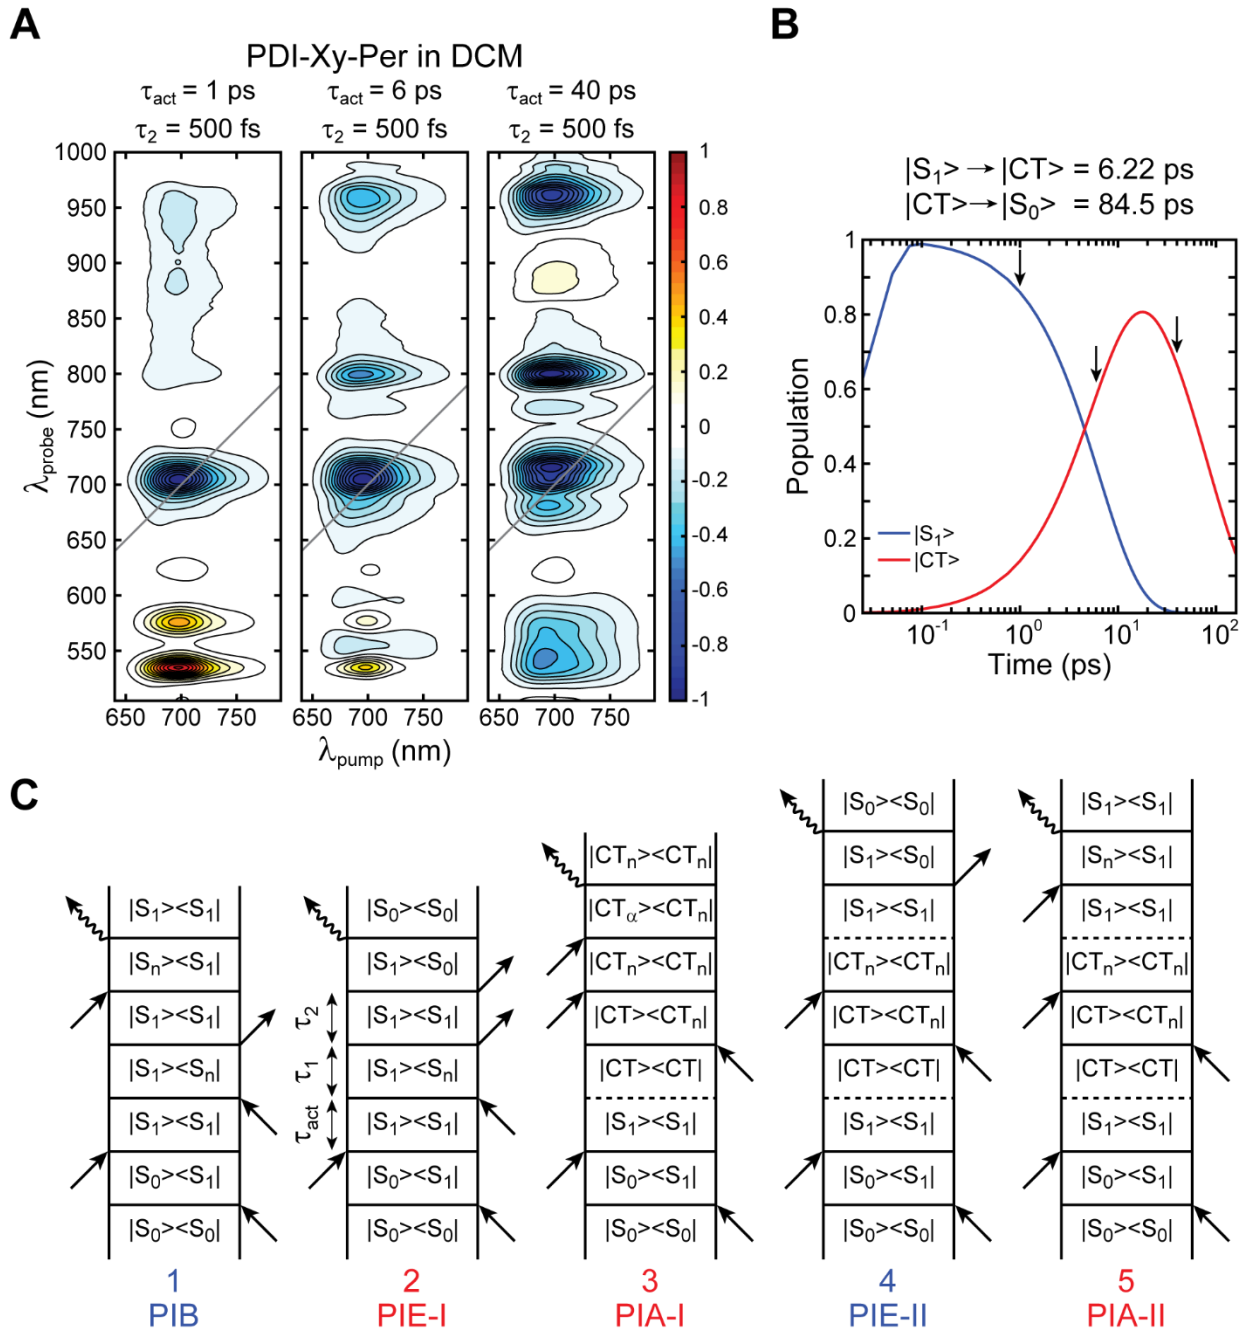 A
PDI-Xy-Per in DCM
τact = 1 ps
τ2 = 500 fs
τact = 6 ps
τ2 = 500 fs
τact = 40 ps
τ2 = 500 fs
1000
950
900
850
800
750
700
650
600
550
λprobe (nm)
650 700 750
650 700 750
650 700 750
λpump (nm)
1
0.8
0.6
0.4
0.2
0
-0.2
-0.4
-0.6
-0.8
-1
B
|S1> → |CT> = 6.22 ps
|CT> → |S0> = 84.5 ps
1
0.8
0.6
0.4
0.2
0
Population
|S1>
|CT>
10-1 100 101 102
Time (ps)
C
|S1><S1|
|Sn><S1|
|S1><S1|
|S1><Sn|
|S1><S1|
|S0><S1|
|S0><S0|
1
PIB
|S0><S0|
|S1><S0|
|S1><S1|
|S1><Sn|
|S1><S1|
|S0><S1|
|S0><S0|
τ2
τ1
τact
2
PIE-I
|CTn><CTn|
|CTα><CTn|
|CTn><CTn|
|CT><CTn|
|CT><CT|
|S1><S1|
|S0><S1|
|S0><S0|
3
PIA-I
|S0><S0|
|S1><S0|
|S1><S1|
|CTn><CTn|
|CT><CTn|
|CT><CT|
|S1><S1|
|S0><S1|
|S0><S0|
4
PIE-II
|S1><S1|
|Sn><S1|
|S1><S1|
|CTn><CTn|
|CT><CTn|
|CT><CT|
|S1><S1|
|S0><S1|
|S0><S0|
5
PIA-II